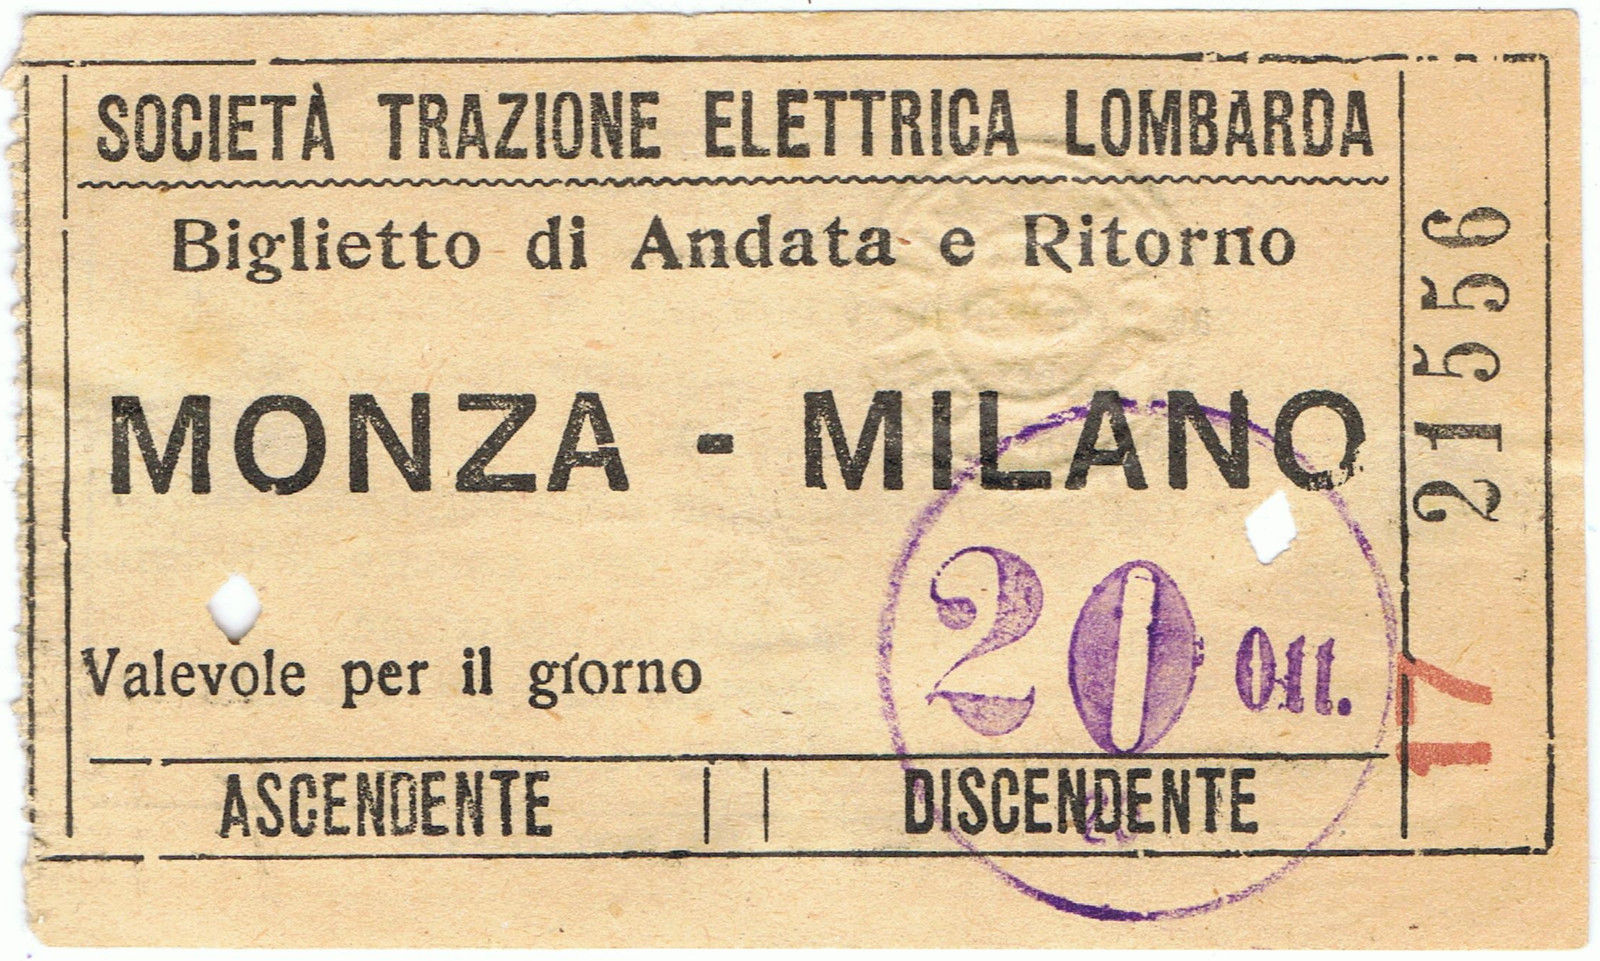 SOCIETÀ TRAZIONE ELETTRICA LOMBARDA
Biglietto di Andata e Ritorno
MONZA - MILANO
Valevole per il giorno
20 Ott.
ASCENDENTE
DISCENDENTE
21556
17